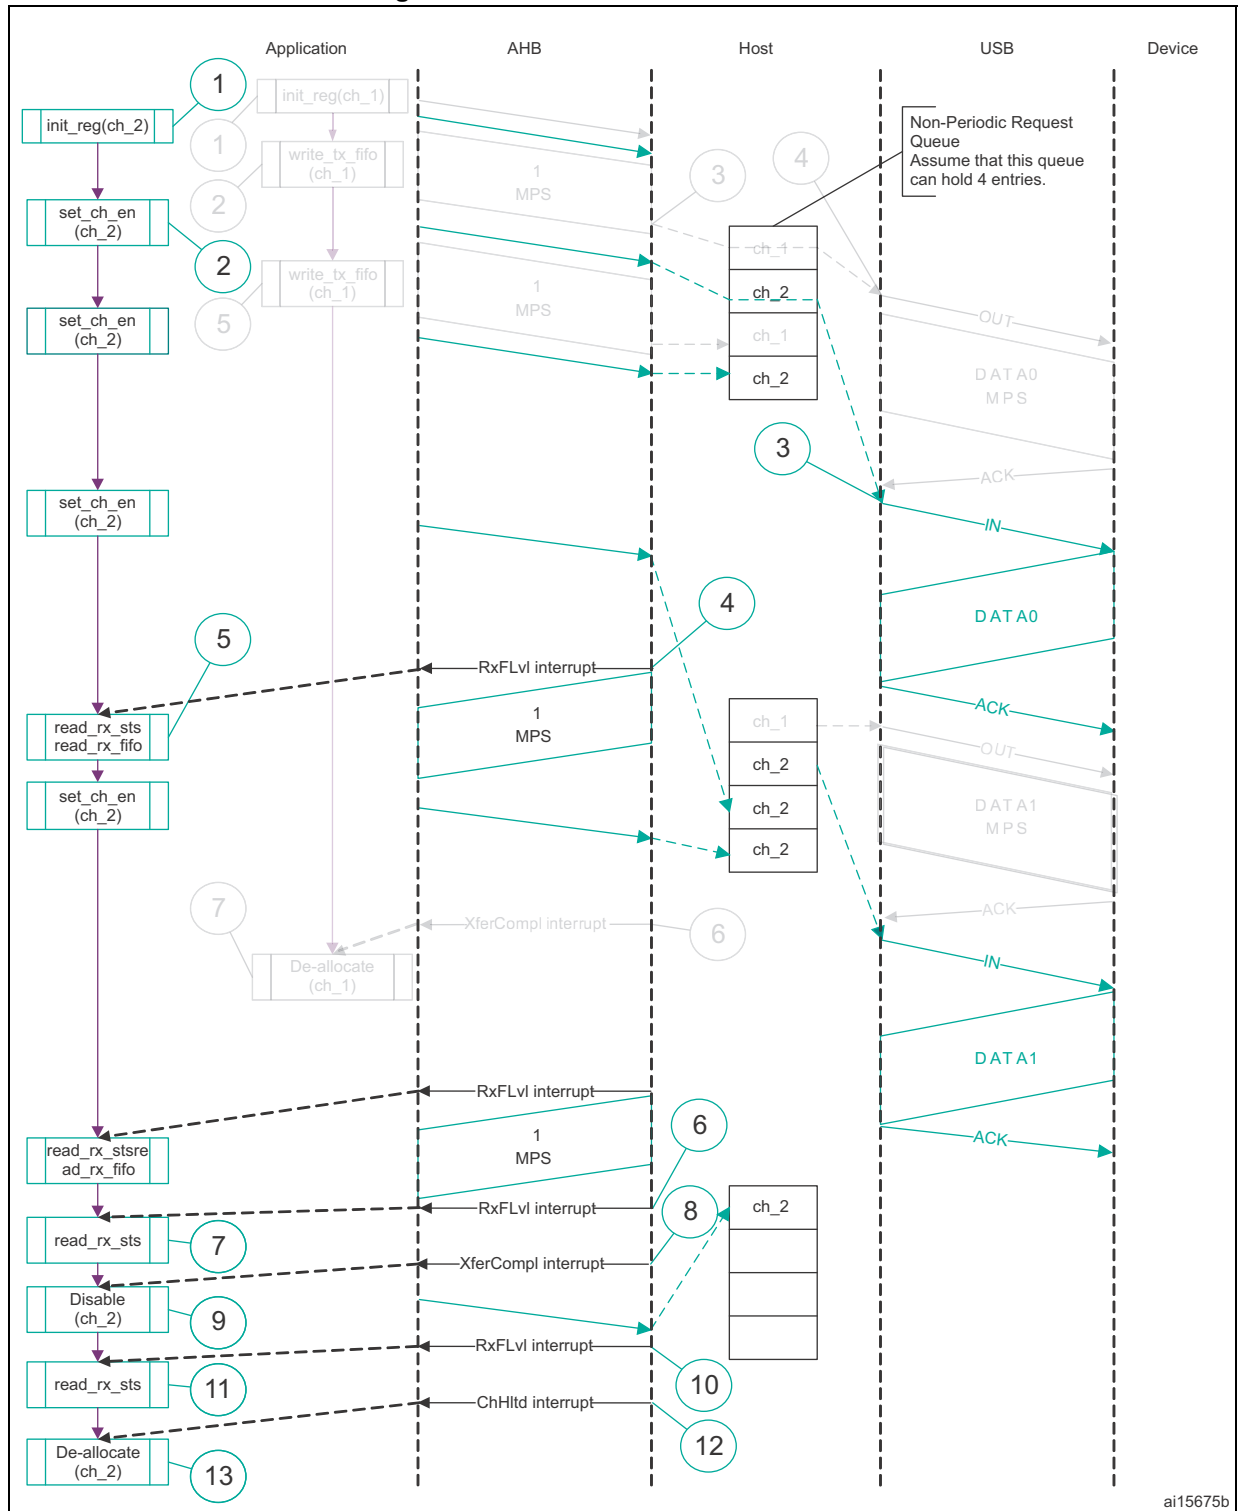 Application
AHB
Host
USB
Device
1
init_reg(ch_1)
init_reg(ch_2)
1
Non-Periodic Request
Queue
Assume that this queue
can hold 4 entries.
write_tx_fifo
(ch_1)
1
MPS
3
4
2
set_ch_en
(ch_2)
2
ch_1
write_tx_fifo
(ch_1)
1
MPS
ch_2
5
set_ch_en
(ch_2)
OUT
ch_1
ch_2
DATA0
MPS
3
ACK
set_ch_en
(ch_2)
IN
4
DATA0
5
RxFLvl interrupt
ACK
read_rx_sts
read_rx_fifo
1
MPS
ch_1
OUT
ch_2
set_ch_en
(ch_2)
ch_2
DATA1
MPS
ch_2
7
ACK
XferCompl interrupt
6
De-allocate
(ch_1)
IN
DATA1
RxFLvl interrupt
6
ACK
read_rx_stsre
ad_rx_fifo
1
MPS
RxFLvl interrupt
8
ch_2
read_rx_sts
7
XferCompl interrupt
Disable
(ch_2)
9
RxFLvl interrupt
read_rx_sts
11
10
ChHltd interrupt
12
De-allocate
(ch_2)
13
ai15675b